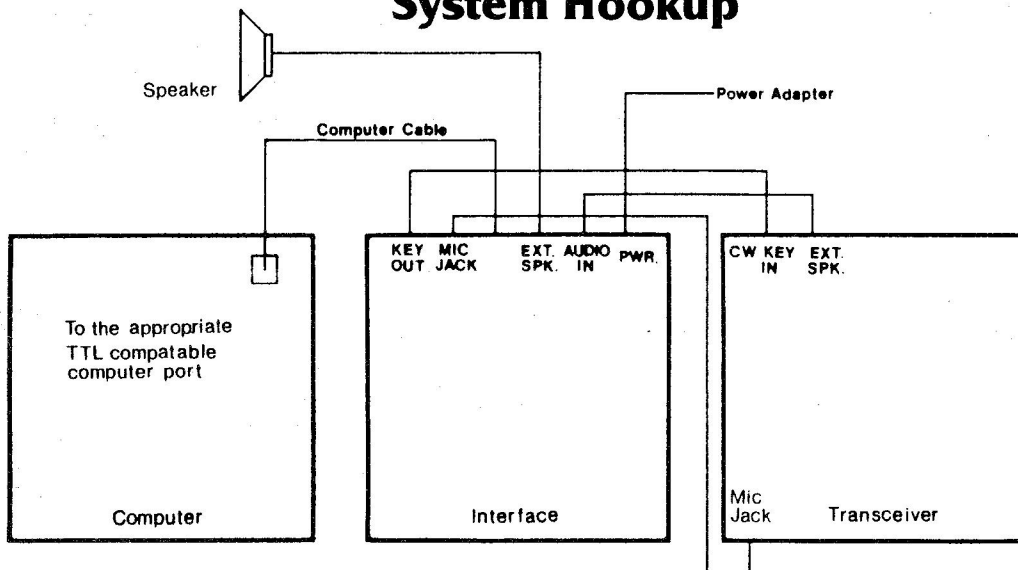 System Hookup
Speaker
Power Adapter
Computer Cable
KEY OUT
MIC JACK
EXT. SPK.
AUDIO IN
PWR.
CW KEY IN
EXT. SPK.
To the appropriate
TTL compatable
computer port
Computer
Interface
Mic
Jack
Transceiver